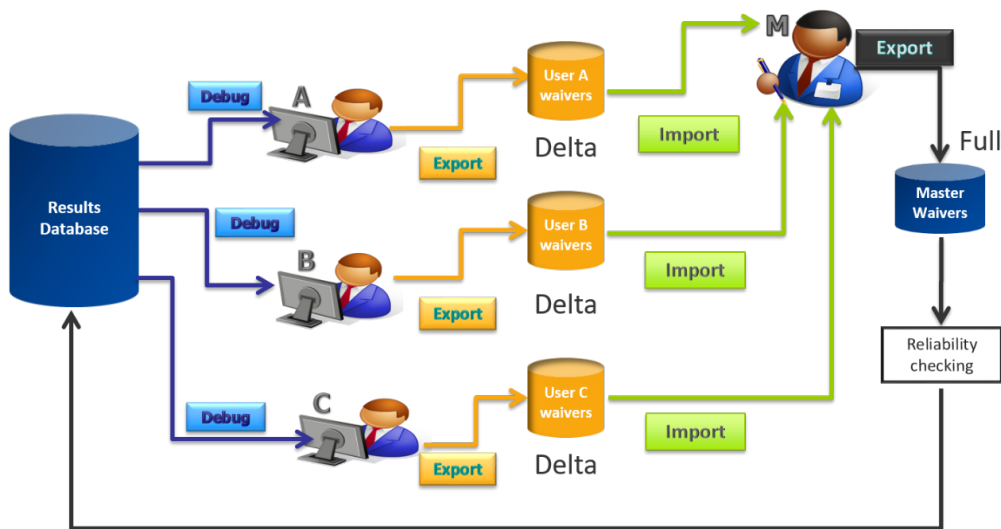 M
Export
Debug
A
User A
waivers
Import
Full
Export
Delta
Results
Database
Master
Waivers
Debug
B
User B
waivers
Import
Export
Delta
Reliability
checking
Debug
C
User C
waivers
Import
Export
Delta